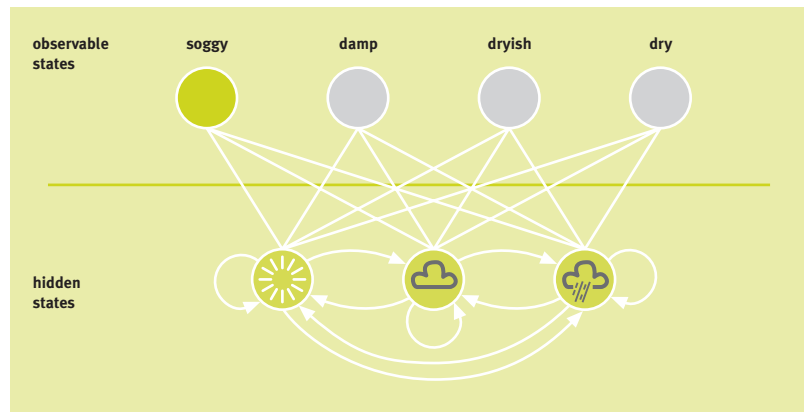 observable states
soggy
damp
dryish
dry
hidden
states